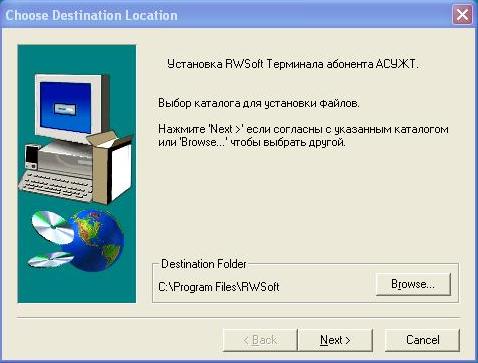 Choose Destination Location
Установка RWSoft Терминала абонента АСУЖТ.
Выбор каталога для установки файлов.
Нажмите 'Next >' если согласны с указанным каталогом
или 'Browse...' чтобы выбрать другой.
Destination Folder
C:\Program Files\RWSoft
Browse...
< Back
Next >
Cancel